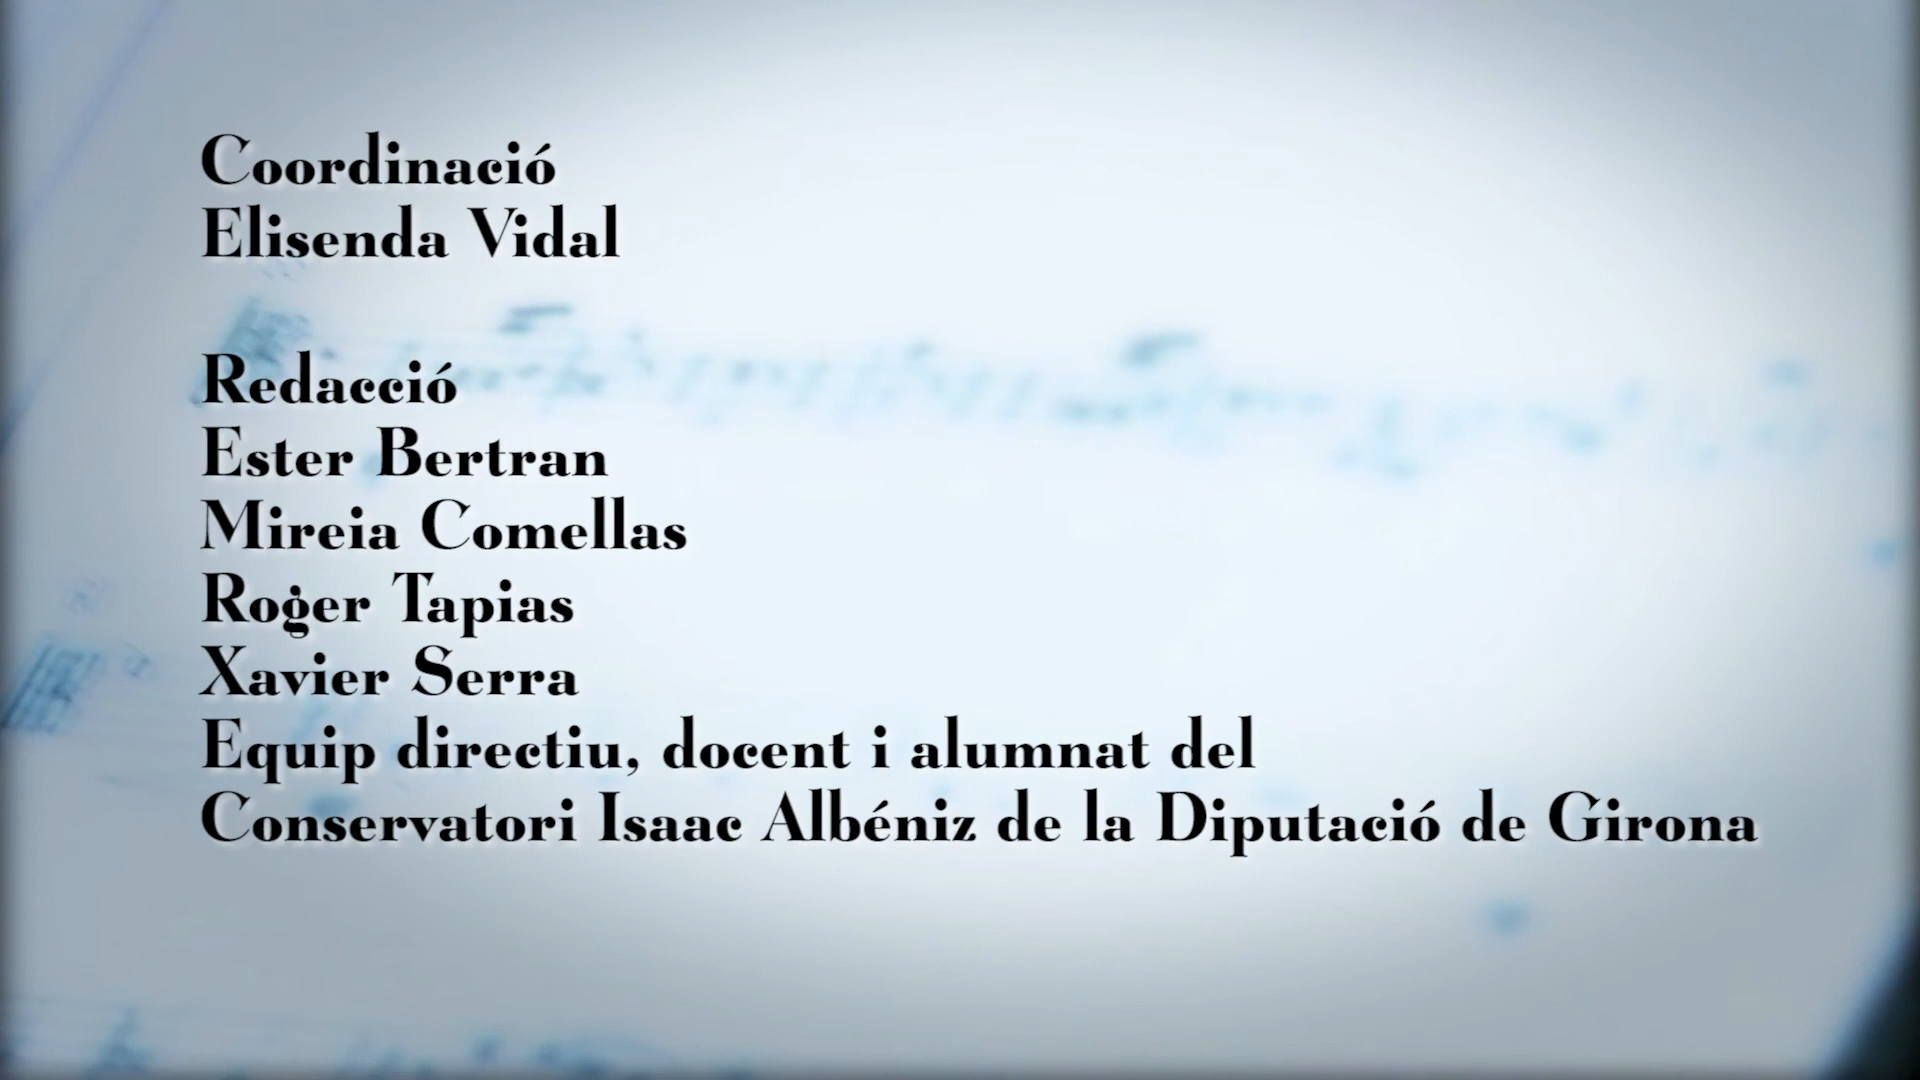 Coordinació
Elisenda Vidal
Redacció
Ester Bertran
Mireia Comellas
Roger Tapias
Xavier Serra
Equip directiu, docent i alumnat del
Conservatori Isaac Albéniz de la Diputació de Girona